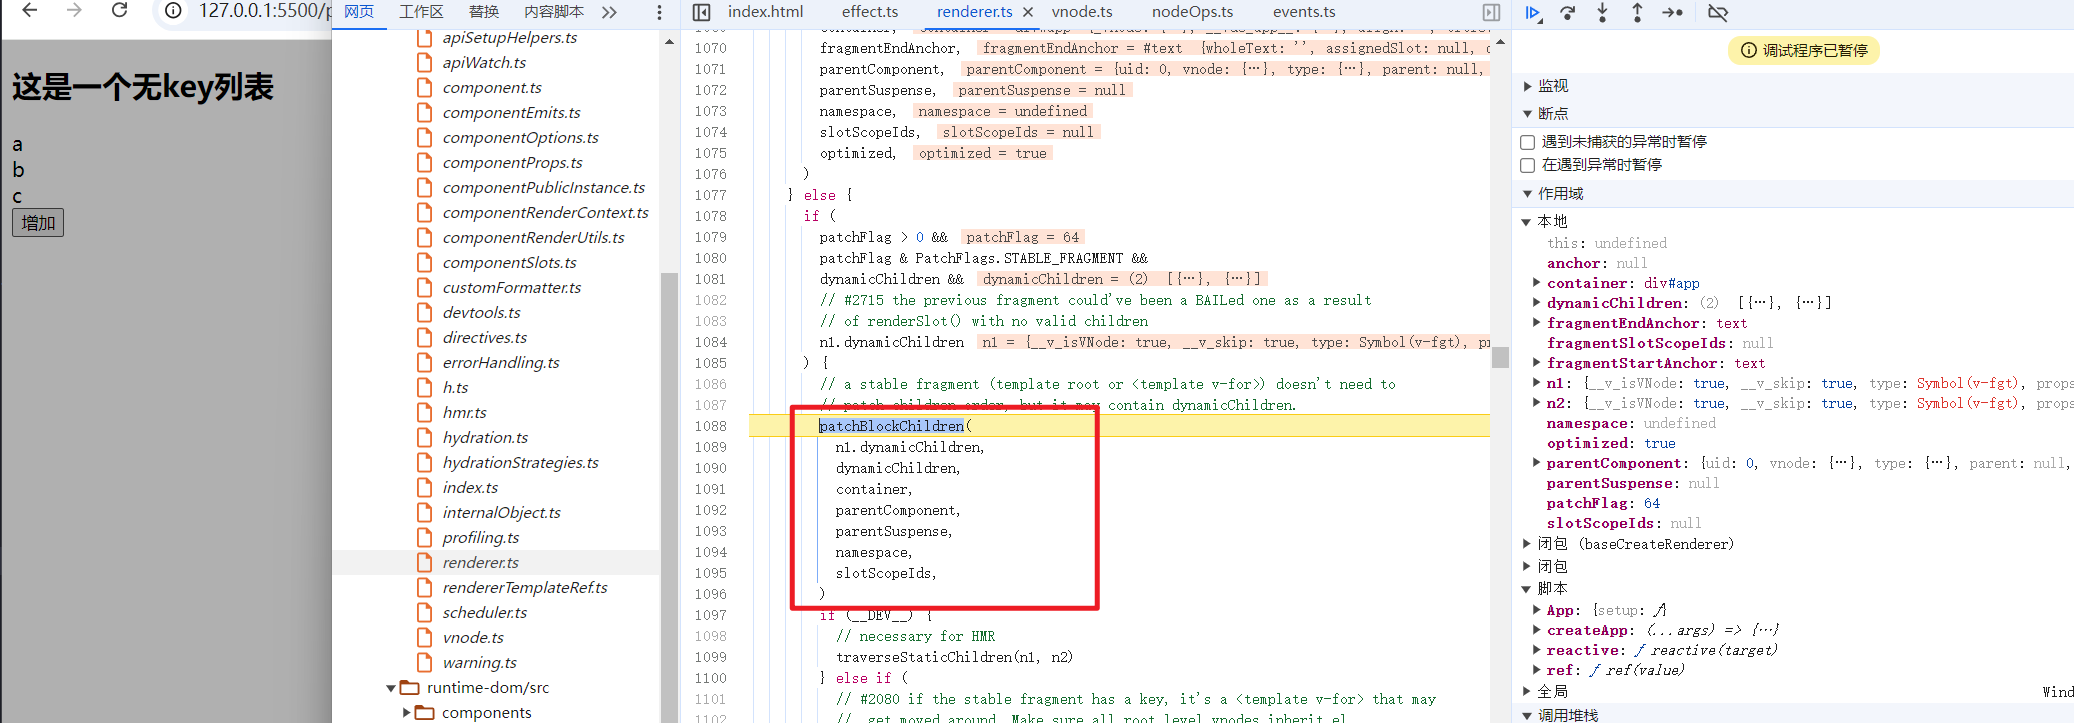 127.0.0.1:5500/p
这是一个无key列表
a
b
c
增加
网页 工作区 替换 内容脚本
apiSetupHelpers.ts
apiWatch.ts
component.ts
componentEmits.ts
componentOptions.ts
componentProps.ts
componentPublicInstance.ts
componentRenderContext.ts
componentRenderUtils.ts
componentSlots.ts
customFormatter.ts
devtools.ts
directives.ts
errorHandling.ts
h.ts
hmr.ts
hydration.ts
hydrationStrategies.ts
index.ts
internalObject.ts
profiling.ts
renderer.ts
rendererTemplateRef.ts
scheduler.ts
vnode.ts
warning.ts
runtime-dom/src
components
index.html effect.ts renderer.ts vnode.ts nodeOps.ts events.ts
1070 fragmentEndAnchor, fragmentEndAnchor = #text {wholeText: '', assignedSlot: null,
1071 parentComponent, parentComponent = {uid: 0, vnode: {…}, type: {…}, parent: null,
1072 parentSuspense, parentSuspense = null
1073 namespace, namespace = undefined
1074 slotScopeIds, slotScopeIds = null
1075 optimized, optimized = true
1076 )
1077 } else {
1078 if (
1079 patchFlag > 0 && patchFlag = 64
1080 patchFlag & PatchFlags.STABLE_FRAGMENT &&
1081 dynamicChildren && dynamicChildren = (2) [{…}, {…}]
1082 // #2715 the previous fragment could've been a BAILed one as a result
1083 // of renderSlot() with no valid children
1084 n1.dynamicChildren n1 = {__v_isVNode: true, __v_skip: true, type: Symbol(v-fgt),
1085 ) {
1086 // a stable fragment (template root or <template v-for>) doesn't need to
1087 // patch children order, but it may contain dynamicChildren.
1088 patchBlockChildren(
1089 n1.dynamicChildren,
1090 dynamicChildren,
1091 container,
1092 parentComponent,
1093 parentSuspense,
1094 namespace,
1095 slotScopeIds,
1096 )
1097 if (__DEV__) {
1098 // necessary for HMR
1099 traverseStaticChildren(n1, n2)
1100 } else if (
1101 // #2080 if the stable fragment has a key, it's a <template v-for> that may
1102 // get moved around. Make sure all root level vnodes inherit el
调试程序已暂停
监视
断点
遇到未捕获的异常时暂停
在遇到异常时暂停
作用域
本地
this: undefined
anchor: null
container: div#app
dynamicChildren: (2) [{…}, {…}]
fragmentEndAnchor: text
fragmentSlotScopeIds: null
fragmentStartAnchor: text
n1: {__v_isVNode: true, __v_skip: true, type: Symbol(v-fgt), props
n2: {__v_isVNode: true, __v_skip: true, type: Symbol(v-fgt), props
namespace: undefined
optimized: true
parentComponent: {uid: 0, vnode: {…}, type: {…}, parent: null,
parentSuspense: null
patchFlag: 64
slotScopeIds: null
闭包 (baseCreateRenderer)
闭包
脚本
App: {setup: ƒ}
createApp: (...args) => {…}
reactive: ƒ reactive(target)
ref: ƒ ref(value)
全局 Wind
调用堆栈